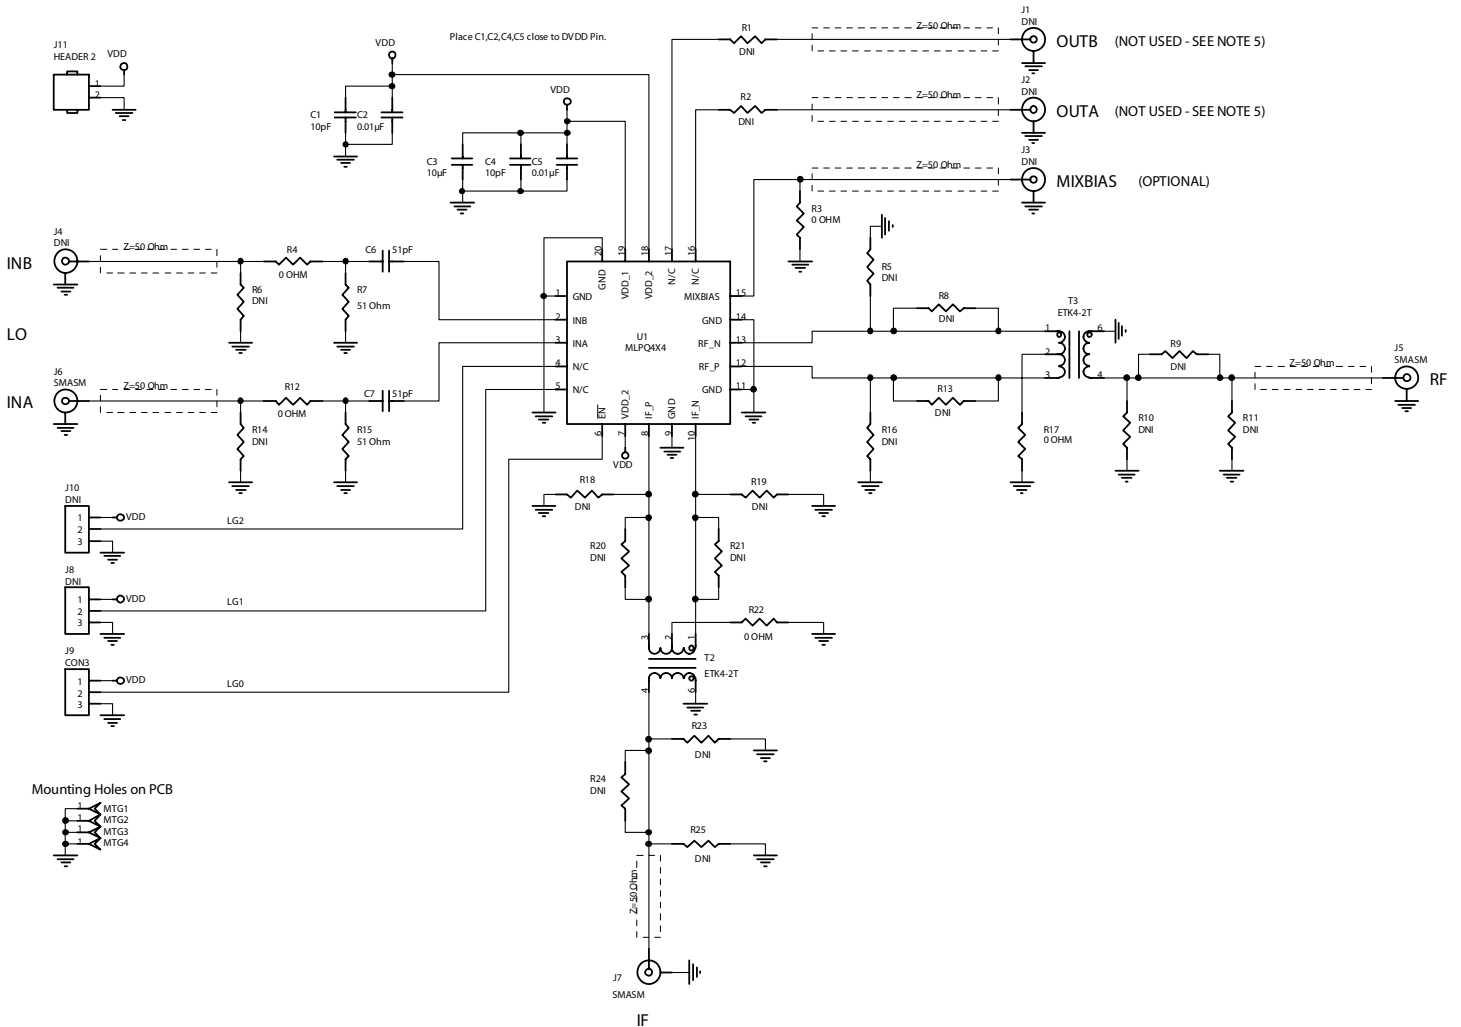 J11
HEADER 2
VDD
1
2
VDD
Place C1,C2,C4,C5 close to DVDD Pin.
C1
10pF
C2
0.01µF
VDD
C3
10µF
C4
10pF
C5
0.01µF
R1
DNI
Z=50 Ohm
J1
DNI
OUTB (NOT USED - SEE NOTE 5)
R2
DNI
Z=50 Ohm
J2
DNI
OUTA (NOT USED - SEE NOTE 5)
Z=50 Ohm
J3
DNI
MIXBIAS (OPTIONAL)
R3
0 OHM
J4
DNI
INB
Z=50 Ohm
R4
0 OHM
C6
51pF
R6
DNI
R7
51 Ohm
LO
J6
SMASM
INA
Z=50 Ohm
R12
0 OHM
C7
51pF
R14
DNI
R15
51 Ohm
20
19
18
17
16
GND
VDD_1
VDD_2
N/C
N/C
1
GND
2
INB
3
INA
4
N/C
5
N/C
U1
MLPQ4X4
MIXBIAS
15
GND
14
RF_N
13
RF_P
12
GND
11
EN
VDD_2
IF_P
GND
IF_N
6
7
8
9
10
VDD
R5
DNI
R8
DNI
R13
DNI
R16
DNI
R17
0 OHM
T3
ETK4-2T
1
2
3
6
4
R9
DNI
R10
DNI
R11
DNI
Z=50 Ohm
J5
SMASM
RF
J10
DNI
1
2
3
VDD
LG2
J8
DNI
1
2
3
VDD
LG1
J9
CON3
1
2
3
VDD
LG0
R18
DNI
R19
DNI
R20
DNI
R21
DNI
R22
0 OHM
3
2
1
T2
ETK4-2T
4
6
R23
DNI
R24
DNI
R25
DNI
Z=50 Ohm
J7
SMASM
IF
Mounting Holes on PCB
1
MTG1
1
MTG2
1
MTG3
1
MTG4